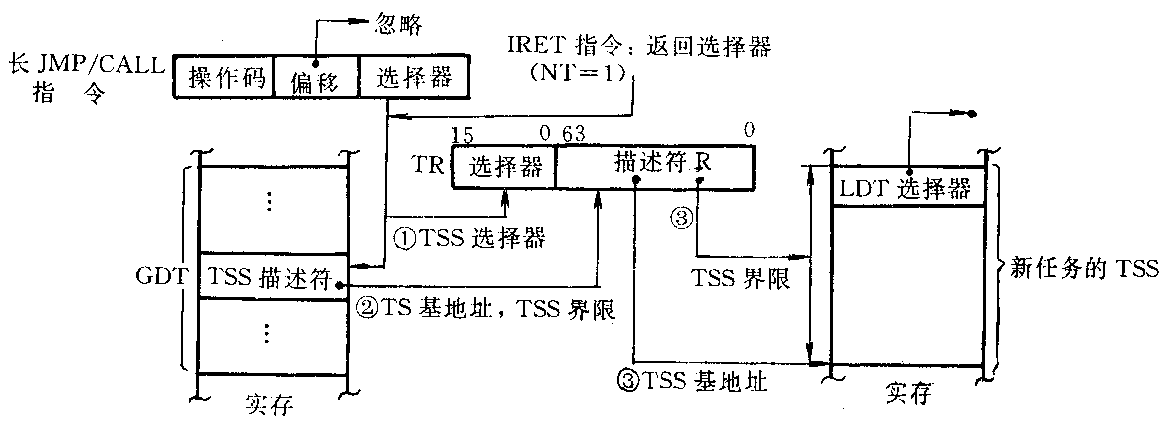 忽略
IRET 指令：返回选择器
（NT＝1）
长 JMP/CALL
指 令
操作码 偏移 选择器
15 0 63 0
TR 选择器 描述符 R
LDT 选择器
①TSS 选择器
③
TSS 界限
GDT
⋮
TSS 描述符
⋮
②TS 基地址，TSS 界限
新任务的 TSS
③TSS 基地址
实存
实存